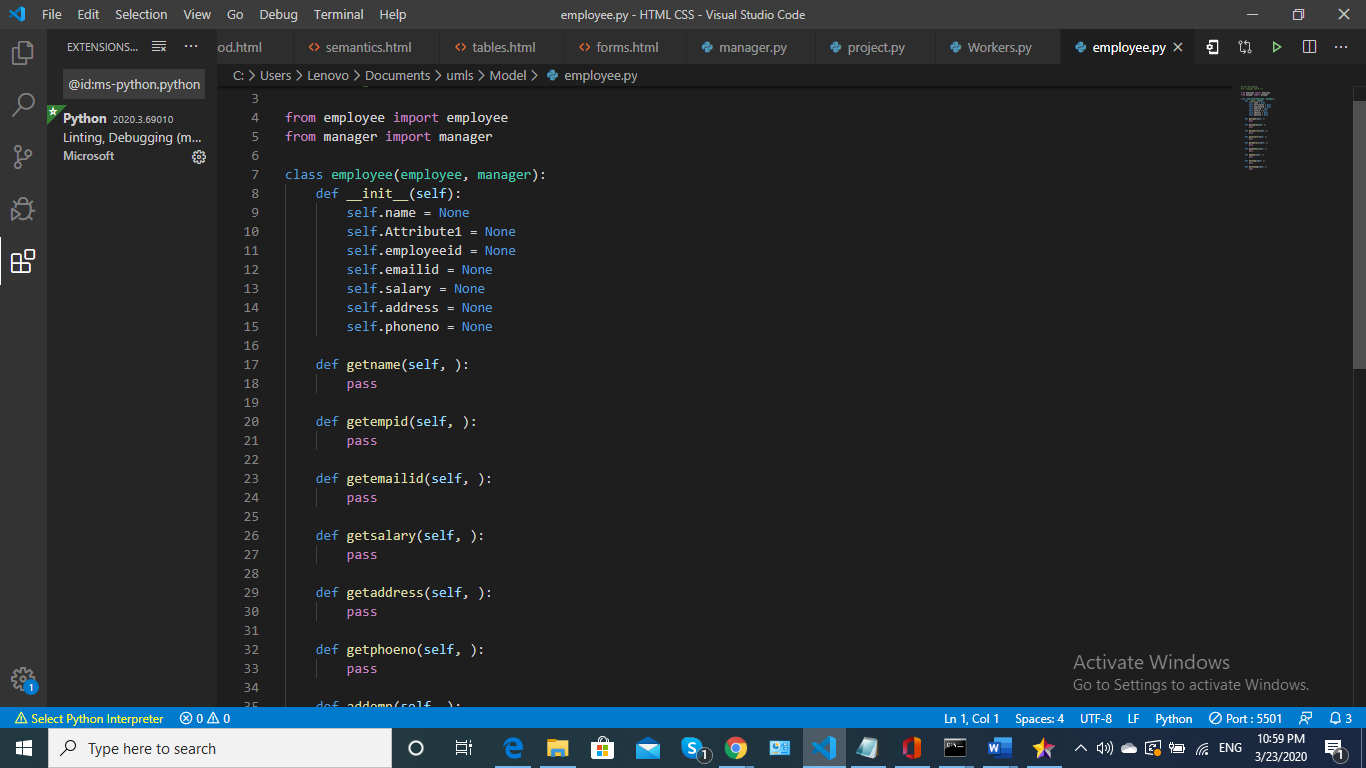 File Edit Selection View Go Debug Terminal Help employee.py - HTML CSS - Visual Studio Code
EXTENSIONS... ··· od.html <> semantics.html <> tables.html <> forms.html manager.py project.py Workers.py employee.py ···
C: > Users > Lenovo > Documents > umls > Model > employee.py
@id:ms-python.python
Python 2020.3.69010
Linting, Debugging (m...
Microsoft
3
4 from employee import employee
5 from manager import manager
6
7 class employee(employee, manager):
8     def __init__(self):
9         self.name = None
10         self.Attribute1 = None
11         self.employeeid = None
12         self.emailid = None
13         self.salary = None
14         self.address = None
15         self.phoneno = None
16
17     def getname(self, ):
18         pass
19
20     def getempid(self, ):
21         pass
22
23     def getemailid(self, ):
24         pass
25
26     def getsalary(self, ):
27         pass
28
29     def getaddress(self, ):
30         pass
31
32     def getphoeno(self, ):
33         pass
34
35     def addemp(self, ):
Activate Windows
Go to Settings to activate Windows.
1
Select Python Interpreter 0 0 Ln 1, Col 1 Spaces: 4 UTF-8 LF Python Port : 5501 3
Type here to search 1 ENG 10:59 PM
3/23/2020 1